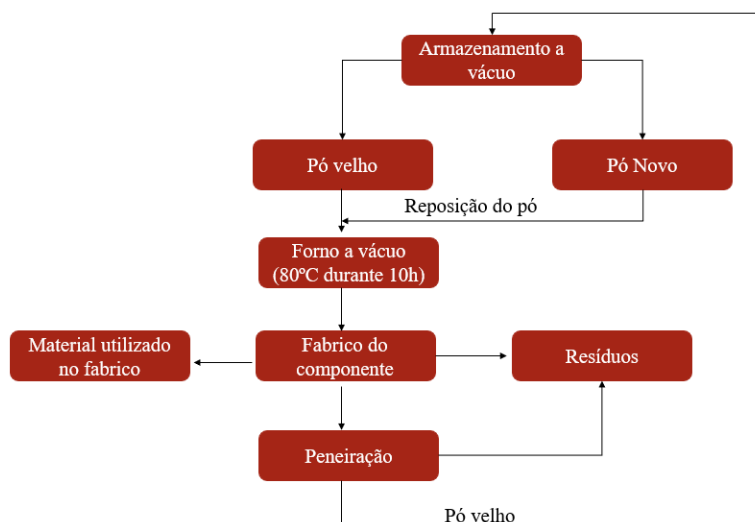 Armazenamento a
vácuo
Pó velho
Pó Novo
Reposição do pó
Forno a vácuo
(80ºC durante 10h)
Material utilizado
no fabrico
Fabrico do
componente
Resíduos
Peneiração
Pó velho